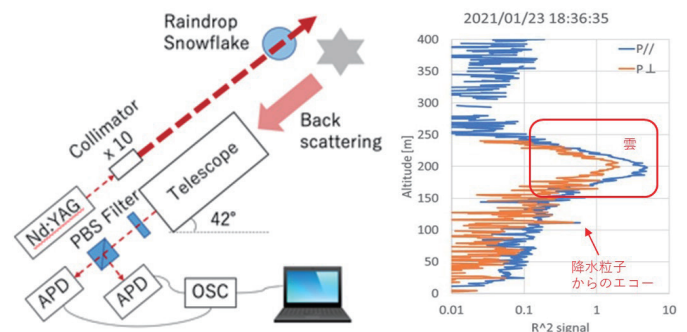 Raindrop
Snowflake
Collimator
x 10
Back
scattering
Telescope
Nd:YAG
PBS Filter
42°
APD
APD
OSC
2021/01/23 18:36:35
P//
P⊥
Altitude [m]
400
350
300
250
200
150
100
50
0
雲
降水粒子
からのエコー
0.01
0.1
1
10
R^2 signal